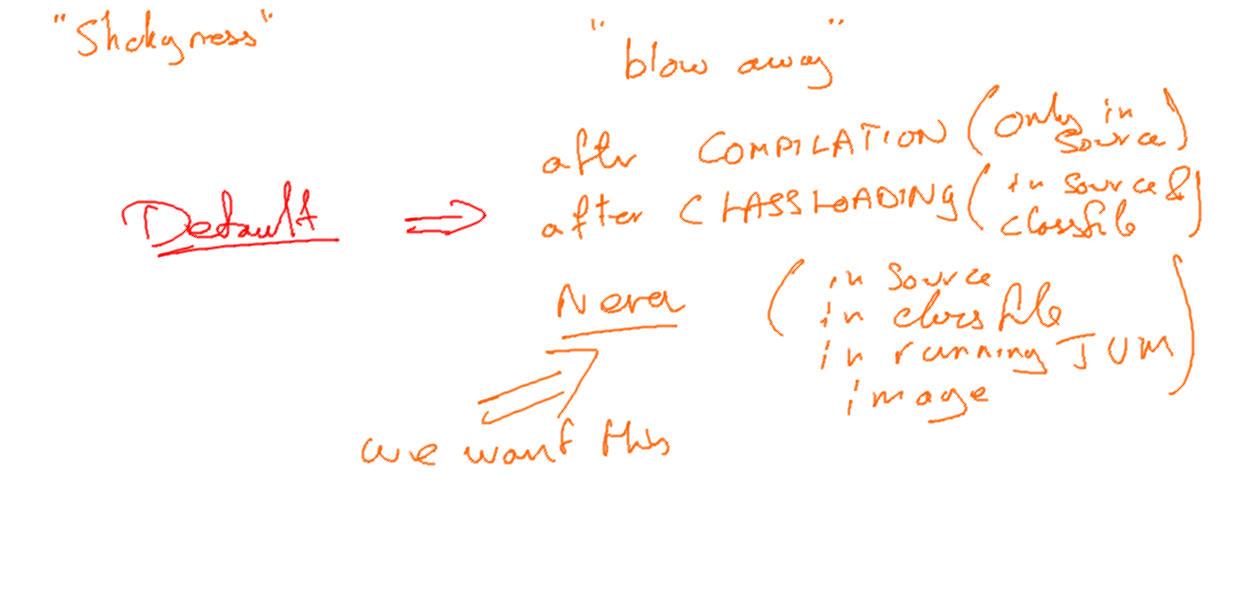 "Stickyness"
"blow away"
after COMPILATION (only in
source)
Default ⇒ after CLASSLOADING (in source &
classfile)
Never (in source
in classfile
in running JVM
image)
we want this